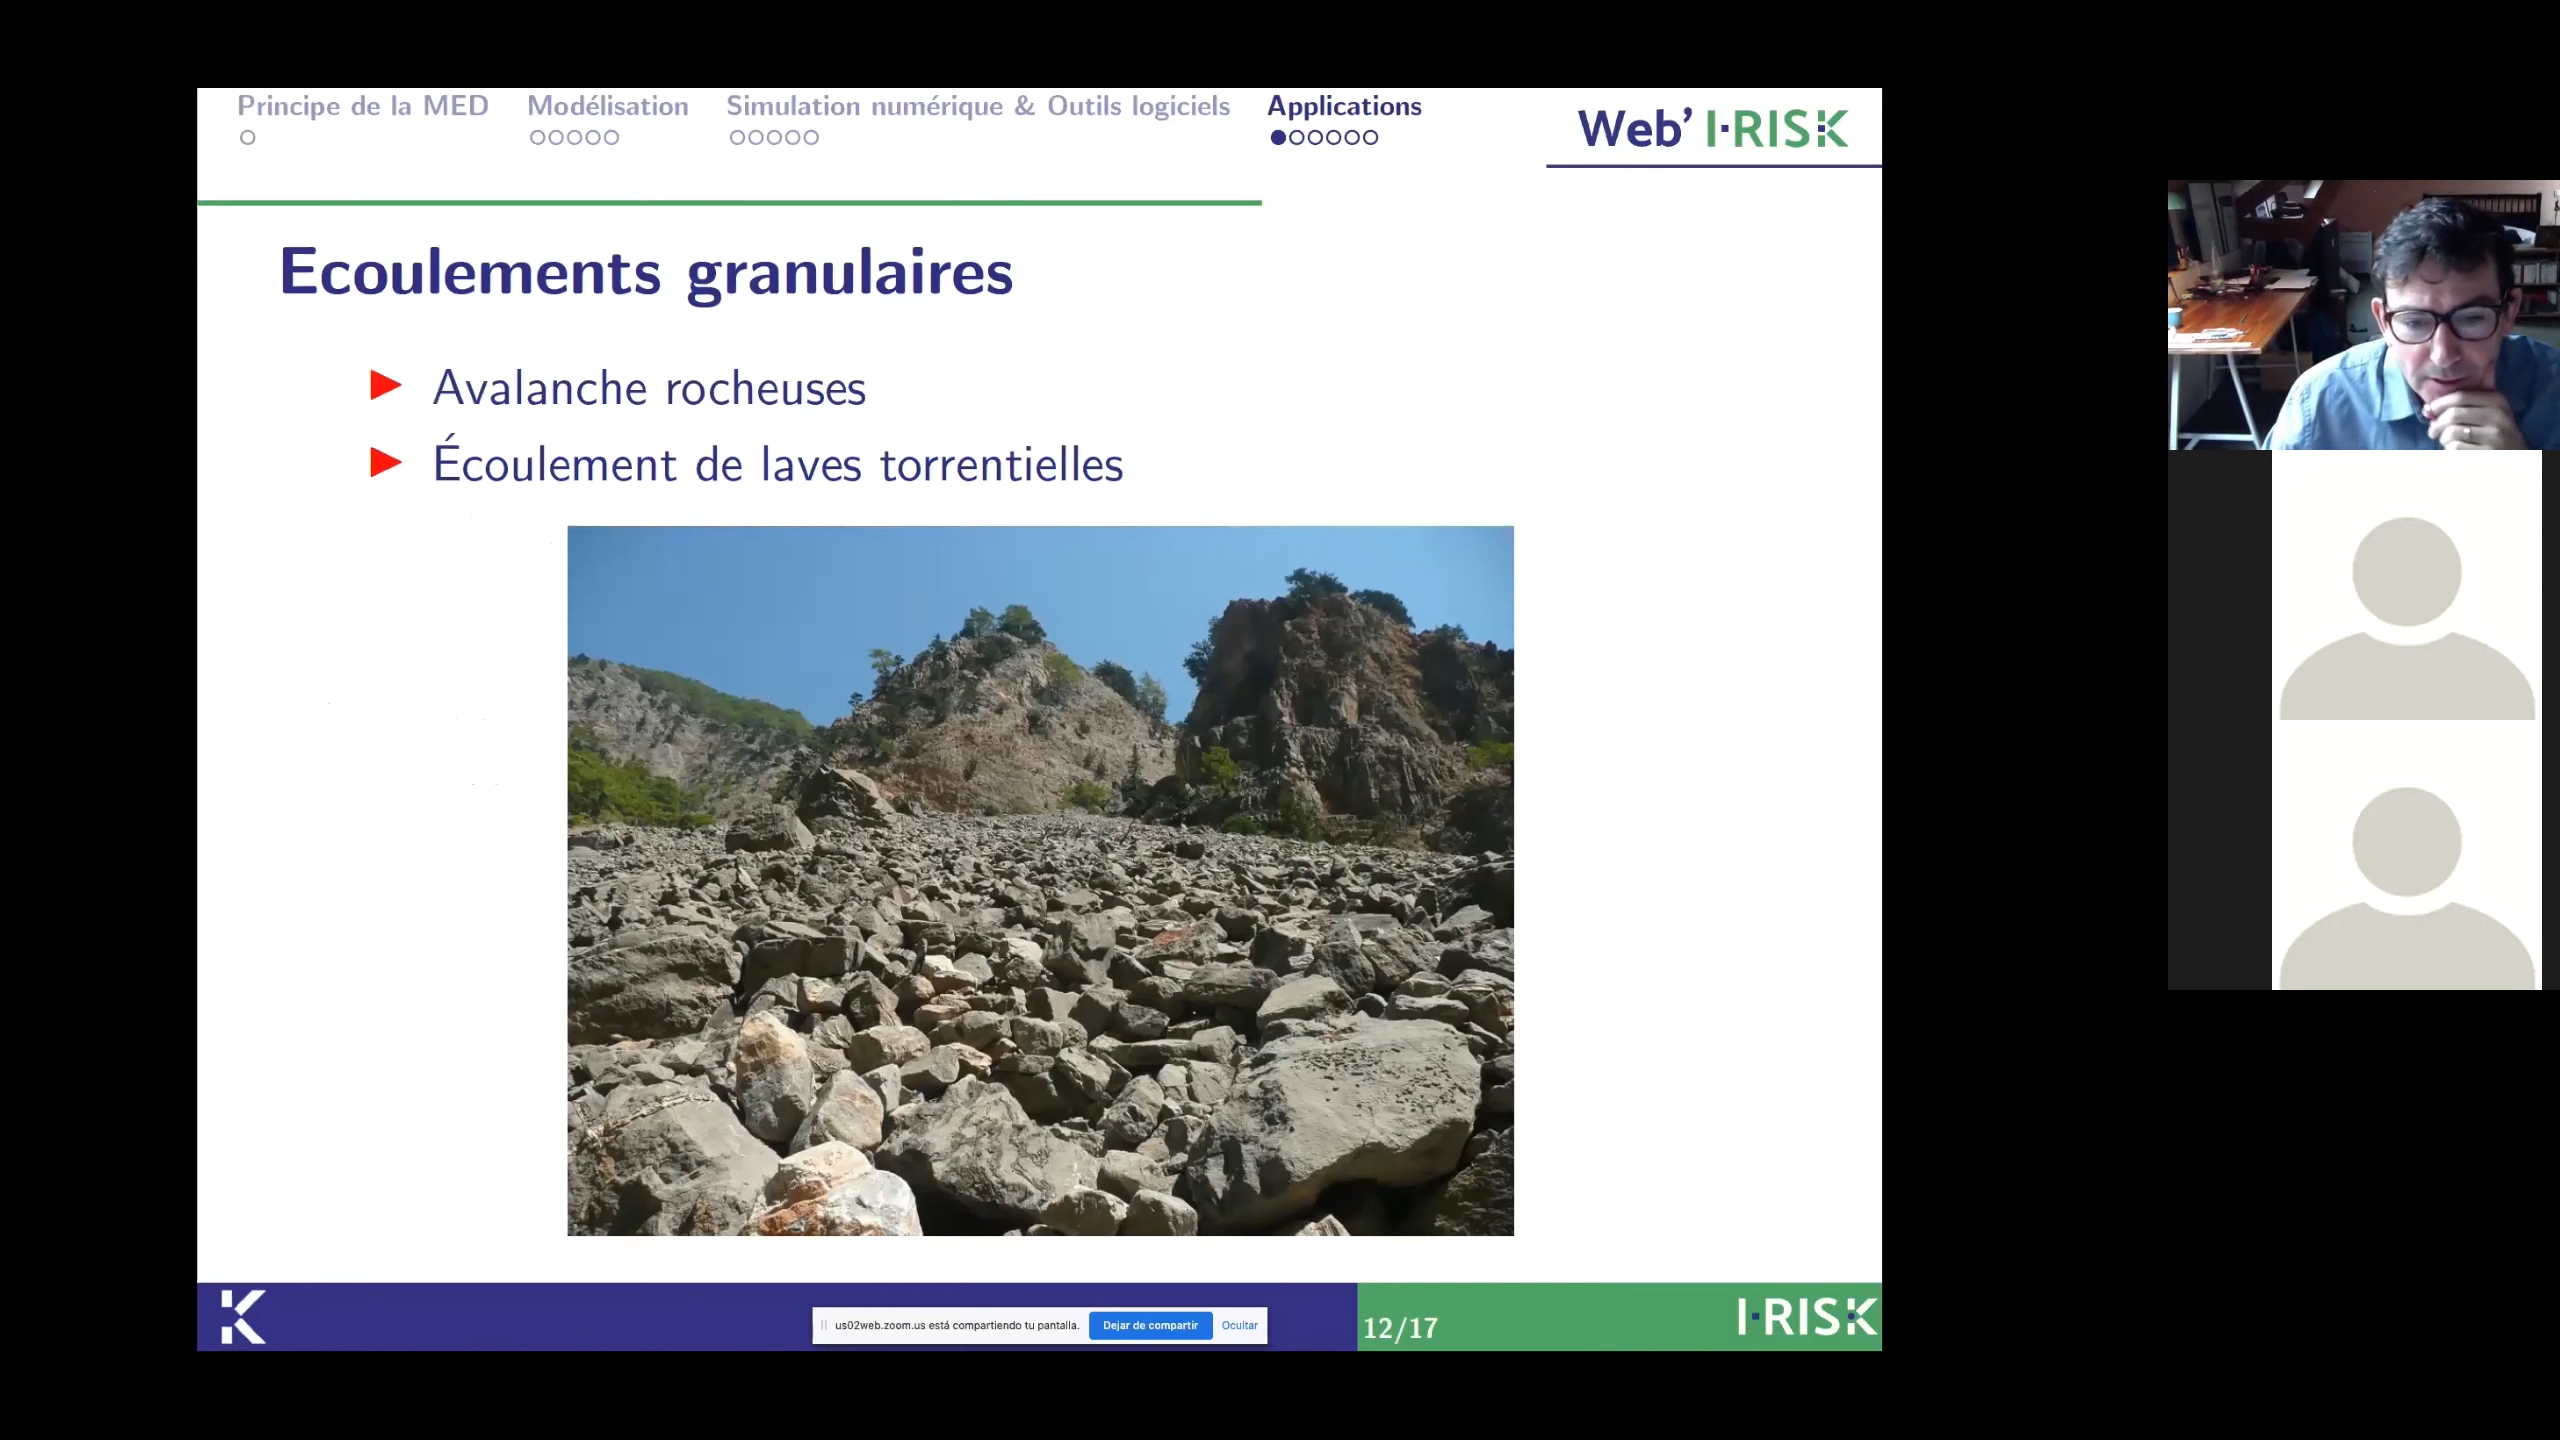 Principe de la MED Modélisation Simulation numérique & Outils logiciels Applications
Web' I·RISK
Ecoulements granulaires
Avalanche rocheuses
Écoulement de laves torrentielles
us02web.zoom.us está compartiendo tu pantalla. Dejar de compartir Ocultar
12/17
I·RISK